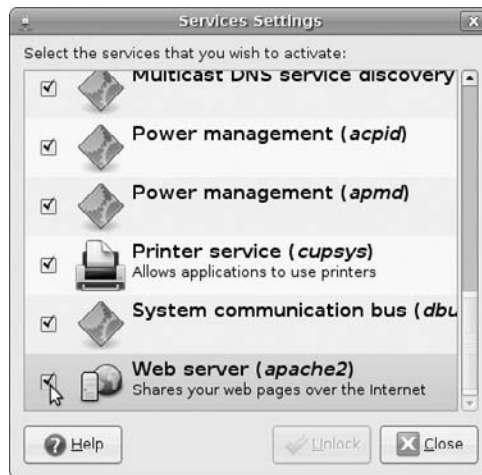 Services Settings
Select the services that you wish to activate:
Multicast DNS service discovery
Power management (acpid)
Power management (apmd)
Printer service (cupsys)
Allows applications to use printers
System communication bus (dbu
Web server (apache2)
Shares your web pages over the Internet
Help
Unlock
Close